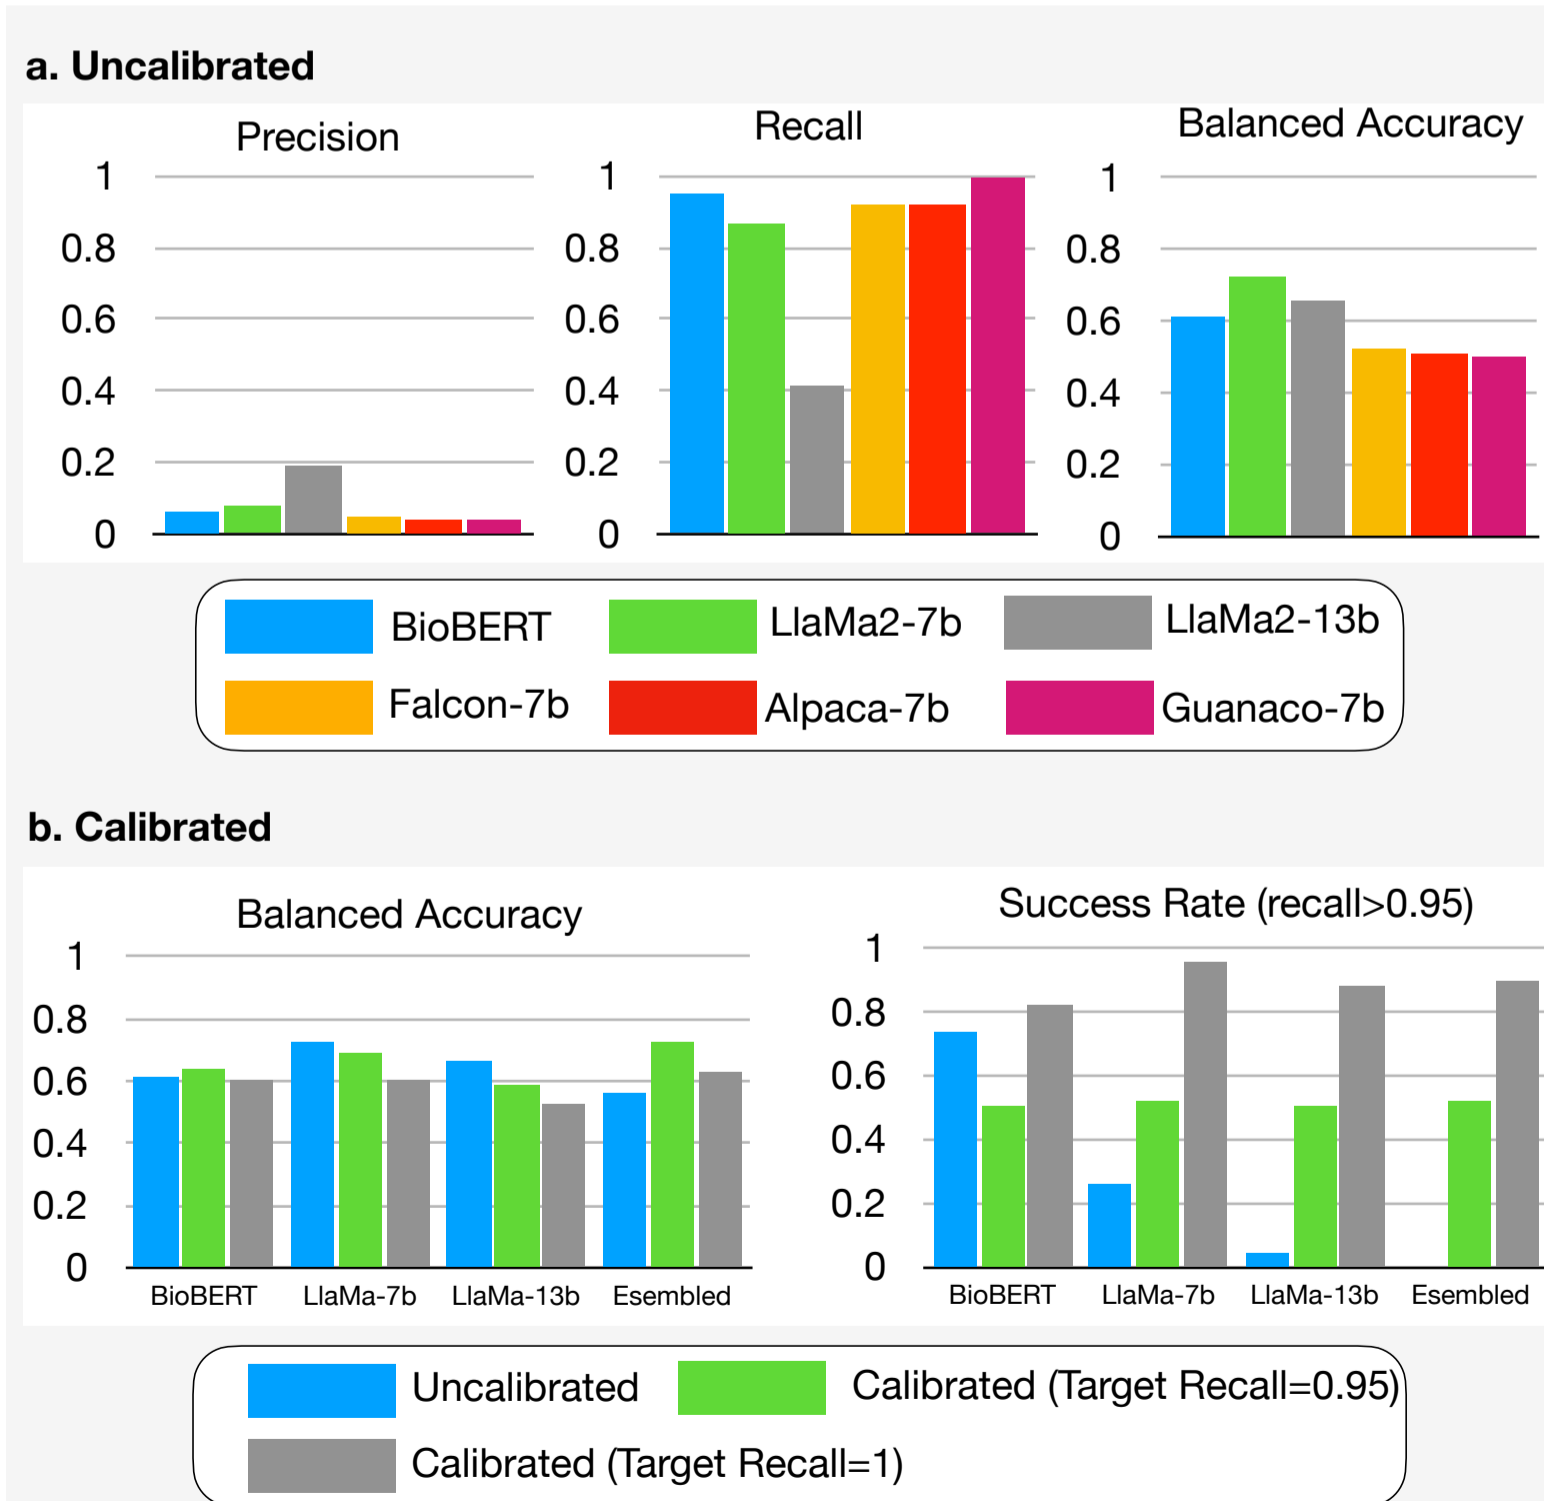 a. Uncalibrated
Precision
1
0.8
0.6
0.4
0.2
0
Recall
1
0.8
0.6
0.4
0.2
0
Balanced Accuracy
1
0.8
0.6
0.4
0.2
0
BioBERT LlaMa2-7b LlaMa2-13b
Falcon-7b Alpaca-7b Guanaco-7b
b. Calibrated
Balanced Accuracy
1
0.8
0.6
0.4
0.2
0
BioBERT LlaMa-7b LlaMa-13b Esembled
Success Rate (recall>0.95)
1
0.8
0.6
0.4
0.2
0
BioBERT LlaMa-7b LlaMa-13b Esembled
Uncalibrated Calibrated (Target Recall=0.95)
Calibrated (Target Recall=1)